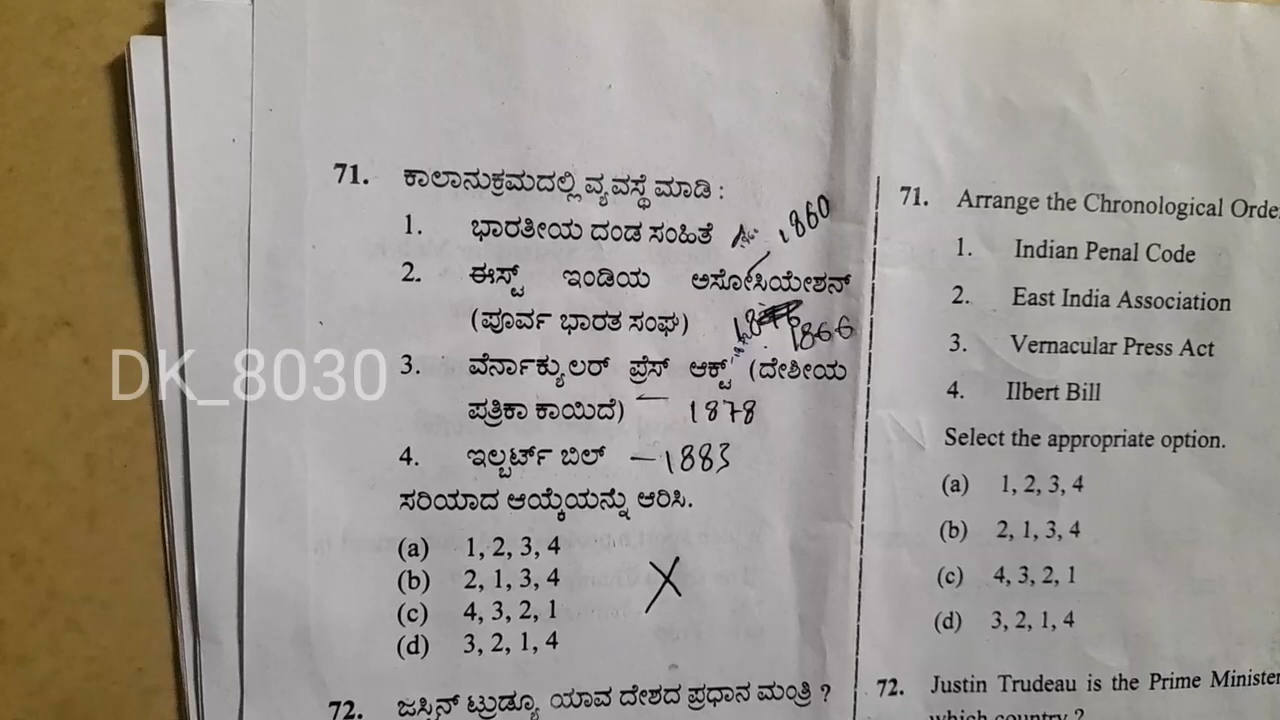 71. ಕಾಲಾನುಕ್ರಮದಲ್ಲಿ ವ್ಯವಸ್ಥೆ ಮಾಡಿ :
1. ಭಾರತೀಯ ದಂಡ ಸಂಹಿತೆ 1860
2. ಈಸ್ಟ್ ಇಂಡಿಯ ಅಸೋಸಿಯೇಶನ್
(ಪೂರ್ವ ಭಾರತ ಸಂಘ) 1866
3. ವೆರ್ನಾಕ್ಯುಲರ್ ಪ್ರೆಸ್ ಆಕ್ಟ್ (ದೇಶೀಯ
ಪತ್ರಿಕಾ ಕಾಯಿದೆ) — 1878
4. ಇಲ್ಬರ್ಟ್ ಬಿಲ್ — 1883
ಸರಿಯಾದ ಆಯ್ಕೆಯನ್ನು ಆರಿಸಿ.
(a) 1, 2, 3, 4
(b) 2, 1, 3, 4
(c) 4, 3, 2, 1
(d) 3, 2, 1, 4
72. ಜಸ್ಟಿನ್ ಟ್ರುಡ್ಯೂ ಯಾವ ದೇಶದ ಪ್ರಧಾನ ಮಂತ್ರಿ ?
71. Arrange the Chronological Orde
1. Indian Penal Code
2. East India Association
3. Vernacular Press Act
4. Ilbert Bill
Select the appropriate option.
(a) 1, 2, 3, 4
(b) 2, 1, 3, 4
(c) 4, 3, 2, 1
(d) 3, 2, 1, 4
72. Justin Trudeau is the Prime Minister
which country ?
DK_8030